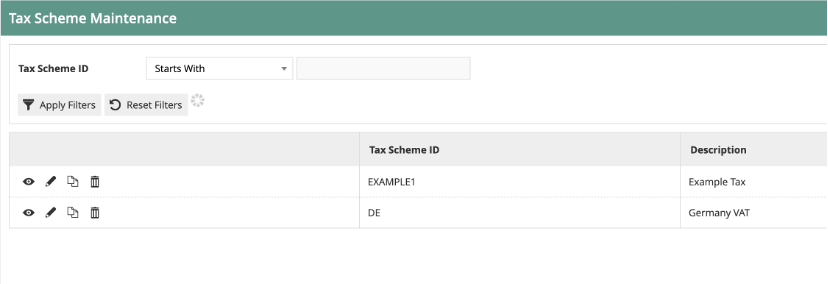 Tax Scheme Maintenance
Tax Scheme ID Starts With
Apply Filters Reset Filters
Tax Scheme ID Description
EXAMPLE1 Example Tax
DE Germany VAT